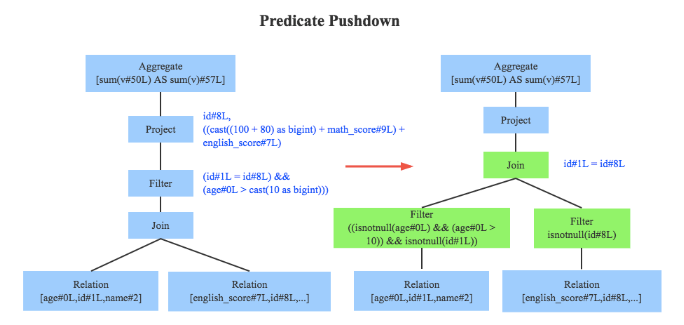 Predicate Pushdown
Aggregate
[sum(v#50L) AS sum(v)#57L]
Project
id#8L,
((cast((100 + 80) as bigint) + math_score#9L) +
english_score#7L)
Filter
(id#1L = id#8L) &&
(age#0L > cast(10 as bigint)))
Join
Relation
[age#0L,id#1L,name#2]
Relation
[english_score#7L,id#8L,...]
Aggregate
[sum(v#50L) AS sum(v)#57L]
Project
Join
id#1L = id#8L
Filter
((isnotnull(age#0L) && (age#0L >
10)) && isnotnull(id#1L))
Filter
isnotnull(id#8L)
Relation
[age#0L,id#1L,name#2]
Relation
[english_score#7L,id#8L,...]